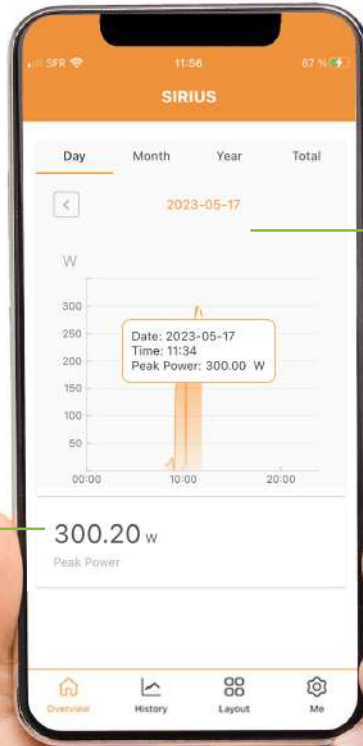 SFR 11:56 67 %
SIRIUS
Day Month Year Total
<
2023-05-17
W
300
250
200
150
100
50
Date: 2023-05-17
Time: 11:34
Peak Power: 300.00 W
00:00 10:00 20:00
300.20 W
Peak Power
Overview History Layout Me